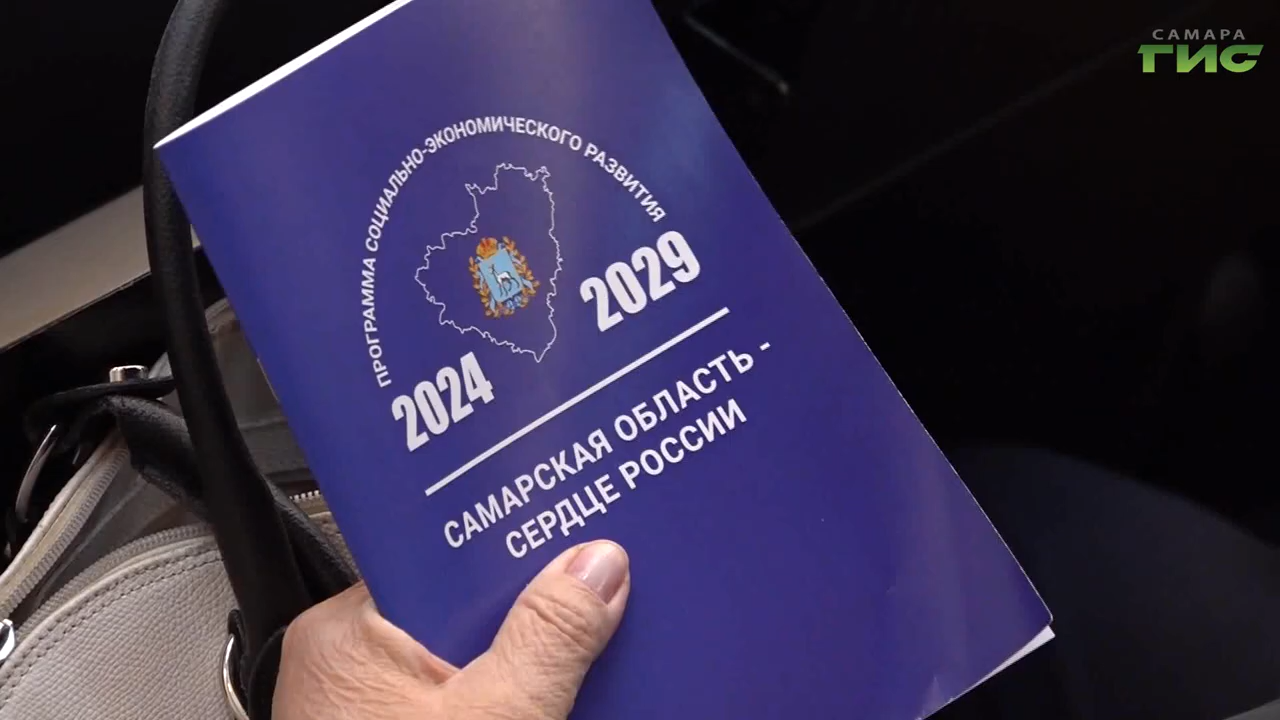 САМАРА
ГИС
ПРОГРАММА СОЦИАЛЬНО-ЭКОНОМИЧЕСКОГО РАЗВИТИЯ
2024
2029
САМАРСКАЯ ОБЛАСТЬ -
СЕРДЦЕ РОССИИ